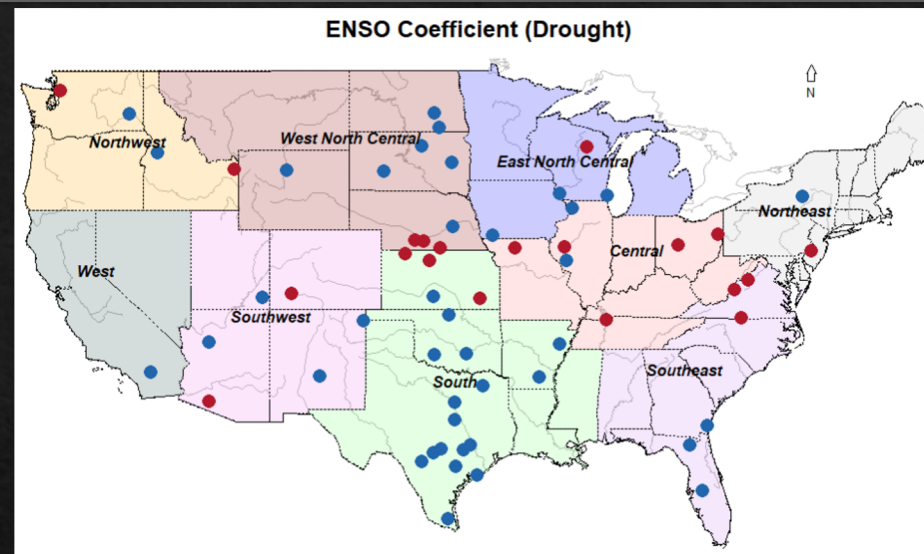 ENSO Coefficient (Drought)
N
Northwest
West North Central
East North Central
Northeast
Central
West
Southwest
South
Southeast